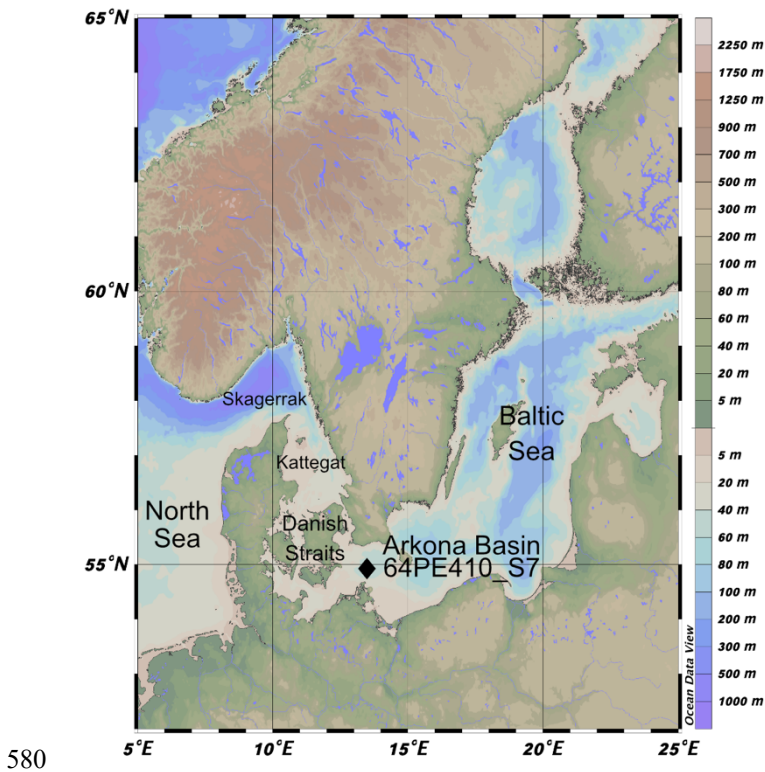 65°N
60°N
55°N
Skagerrak
Kattegat
Danish
Straits
North
Sea
Baltic
Sea
Arkona Basin
64PE410_S7
5°E
10°E
15°E
20°E
25°E
2250 m
1750 m
1250 m
900 m
700 m
500 m
300 m
200 m
100 m
80 m
60 m
40 m
20 m
5 m
5 m
20 m
40 m
60 m
80 m
100 m
200 m
300 m
500 m
1000 m
Ocean Data View
580